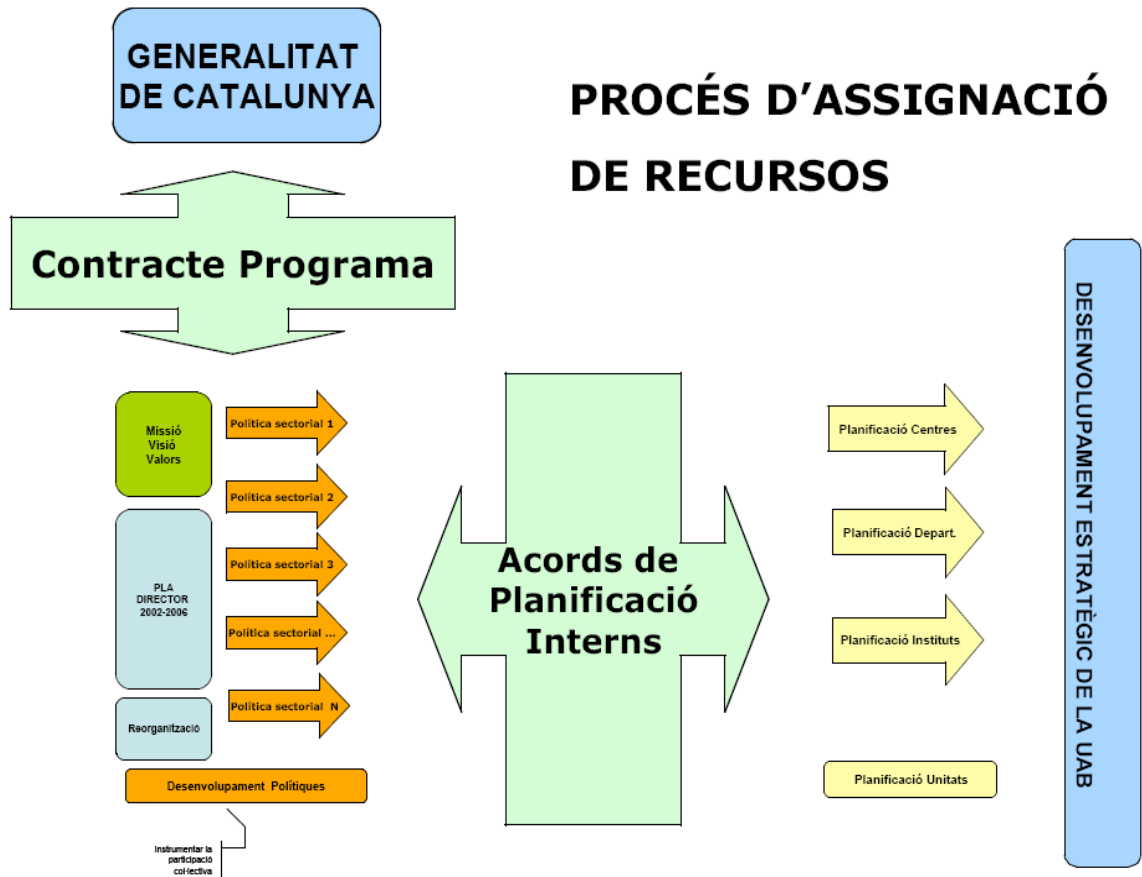 GENERALITAT
DE CATALUNYA
PROCÉS D’ASSIGNACIÓ
DE RECURSOS
Contracte Programa
Missió
Visió
Valors
PLA
DIRECTOR
2002-2006
Reorganització
Política sectorial 1
Política sectorial 2
Política sectorial 3
Política sectorial ...
Política sectorial N
Desenvolupament Polítiques
Instrumentar la
participació
col·lectiva
Acords de
Planificació
Interns
Planificació Centres
Planificació Depart.
Planificació Instituts
Planificació Unitats
DESENVOLUPAMENT ESTRATÈGIC DE LA UAB